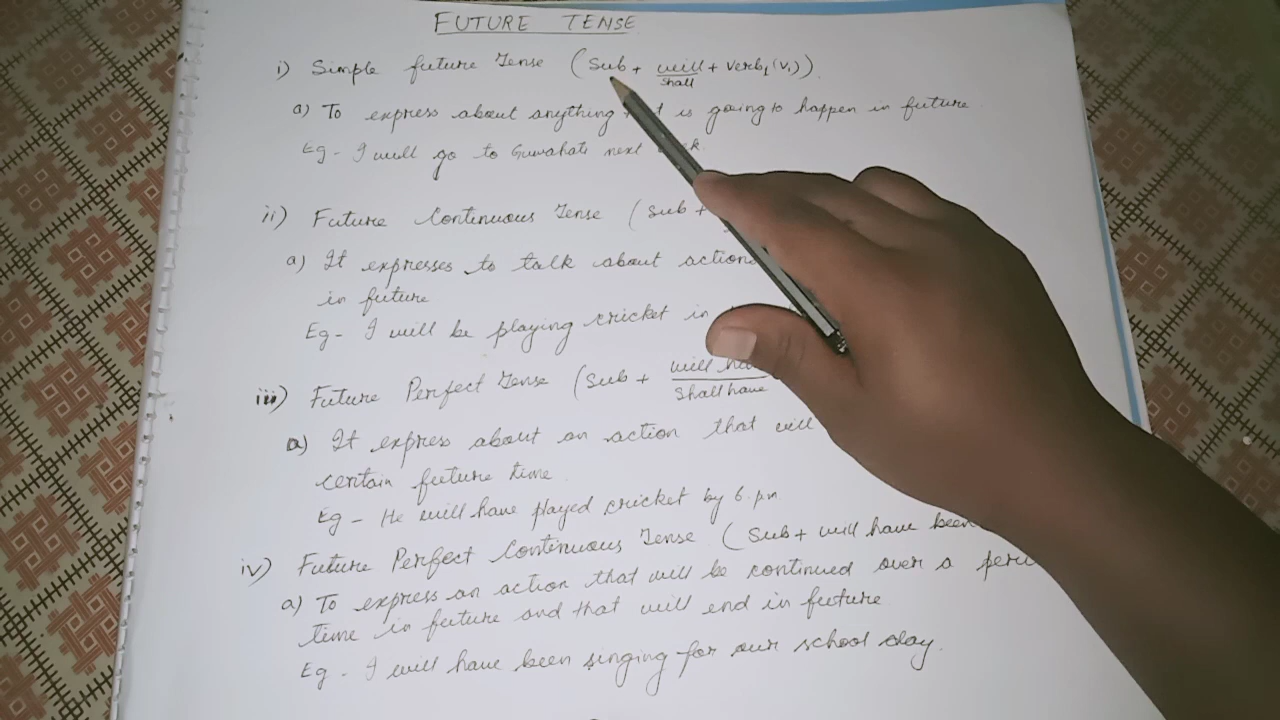 FUTURE TENSE
i) Simple future Tense (Sub + will + Verb1 (V1))
shall
a) To express about anything is going to happen in future
Eg - I will go to Guwahati next
ii) Future Continuous Tense (Sub +
a) It expresses to talk about actions
in future
Eg - I will be playing cricket in
iii) Future Perfect Tense (Sub + will
Shall have
a) It express about an action that will
certain future time
Eg - He will have played cricket by 6. pm
iv) Future Perfect Continuous Tense (Sub + will have been
a) To express an action that will be continued over a
time in future and that will end in future
Eg - I will have been singing for our school day.